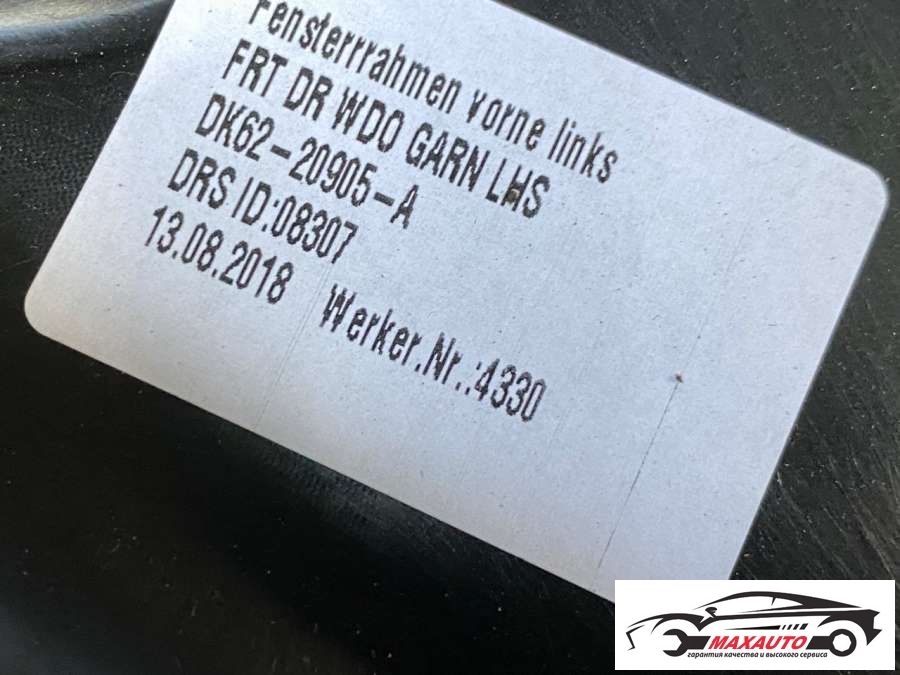 Fensterrrahmen vorne links
FRT DR WDO GARN LHS
DK62-20905-A
DRS ID:08307
13.08.2018 Werker.Nr.:4330
MAXAUTO
гарантия качества и высокого сервиса